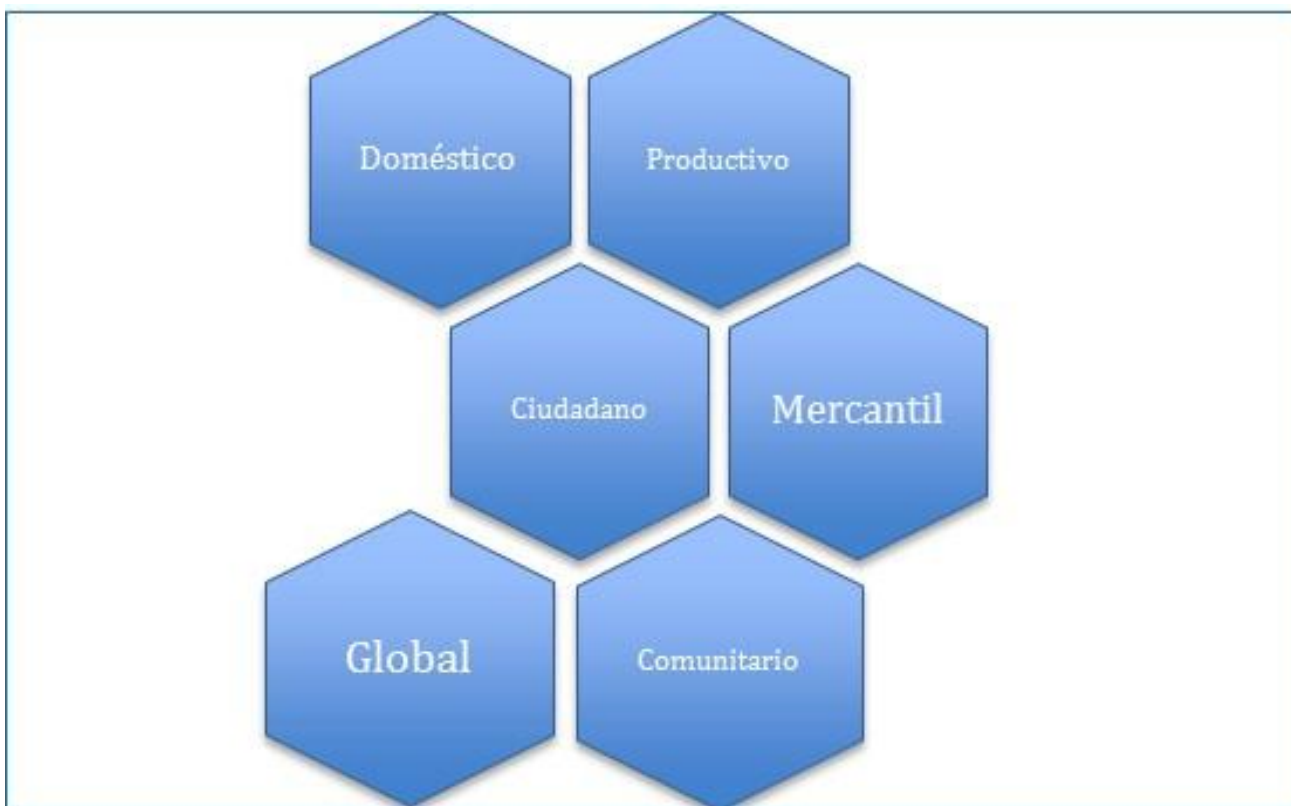 Doméstico
Productivo
Ciudadano
Mercantil
Global
Comunitario